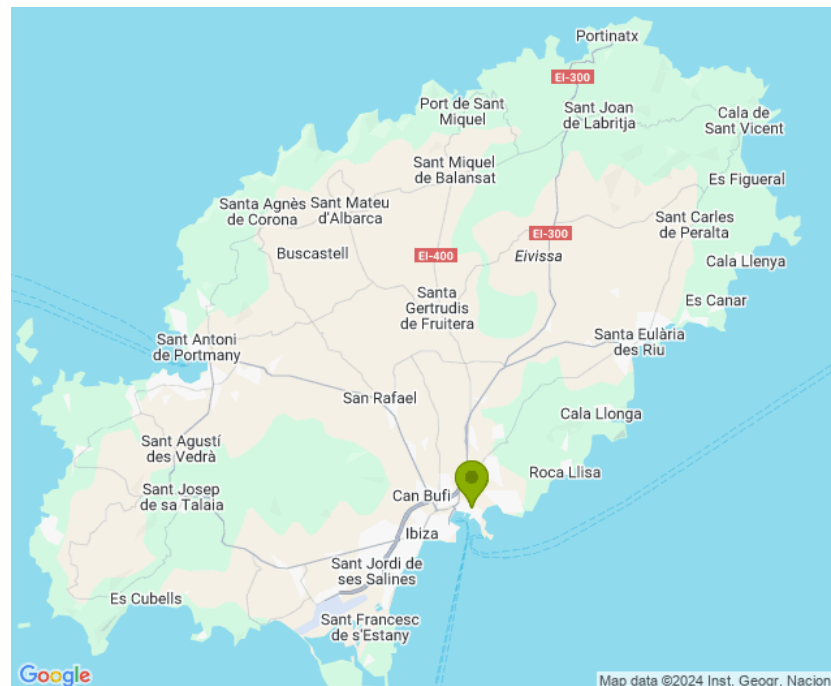 Portinatx
EI-300
Port de Sant
Miquel
Sant Joan
de Labritja
Cala de
Sant Vicent
Sant Miquel
de Balansat
Es Figueral
Santa Agnès
de Corona
Sant Mateu
d'Albarca
Sant Carles
de Peralta
EI-300
Buscastell
EI-400
Eivissa
Cala Llenya
Santa
Gertrudis
de Fruitera
Es Canar
Sant Antoni
de Portmany
Santa Eulària
des Riu
San Rafael
Cala Llonga
Sant Agustí
des Vedrà
Roca Llisa
Sant Josep
de sa Talaia
Can Bufi
Ibiza
Sant Jordi de
ses Salines
Es Cubells
Sant Francesc
de s'Estany
Google
Map data ©2024 Inst. Geogr. Nacion